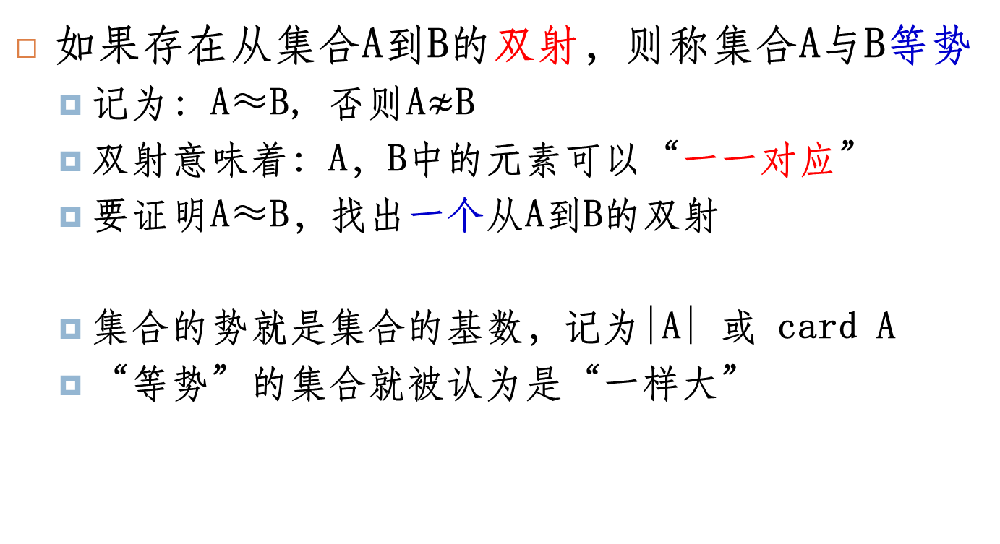 如果存在从集合A到B的双射，则称集合A与B等势
记为：A≈B，否则A≉B
双射意味着：A，B中的元素可以“一一对应”
要证明A≈B，找出一个从A到B的双射
集合的势就是集合的基数，记为|A| 或 card A
“等势”的集合就被认为是“一样大”